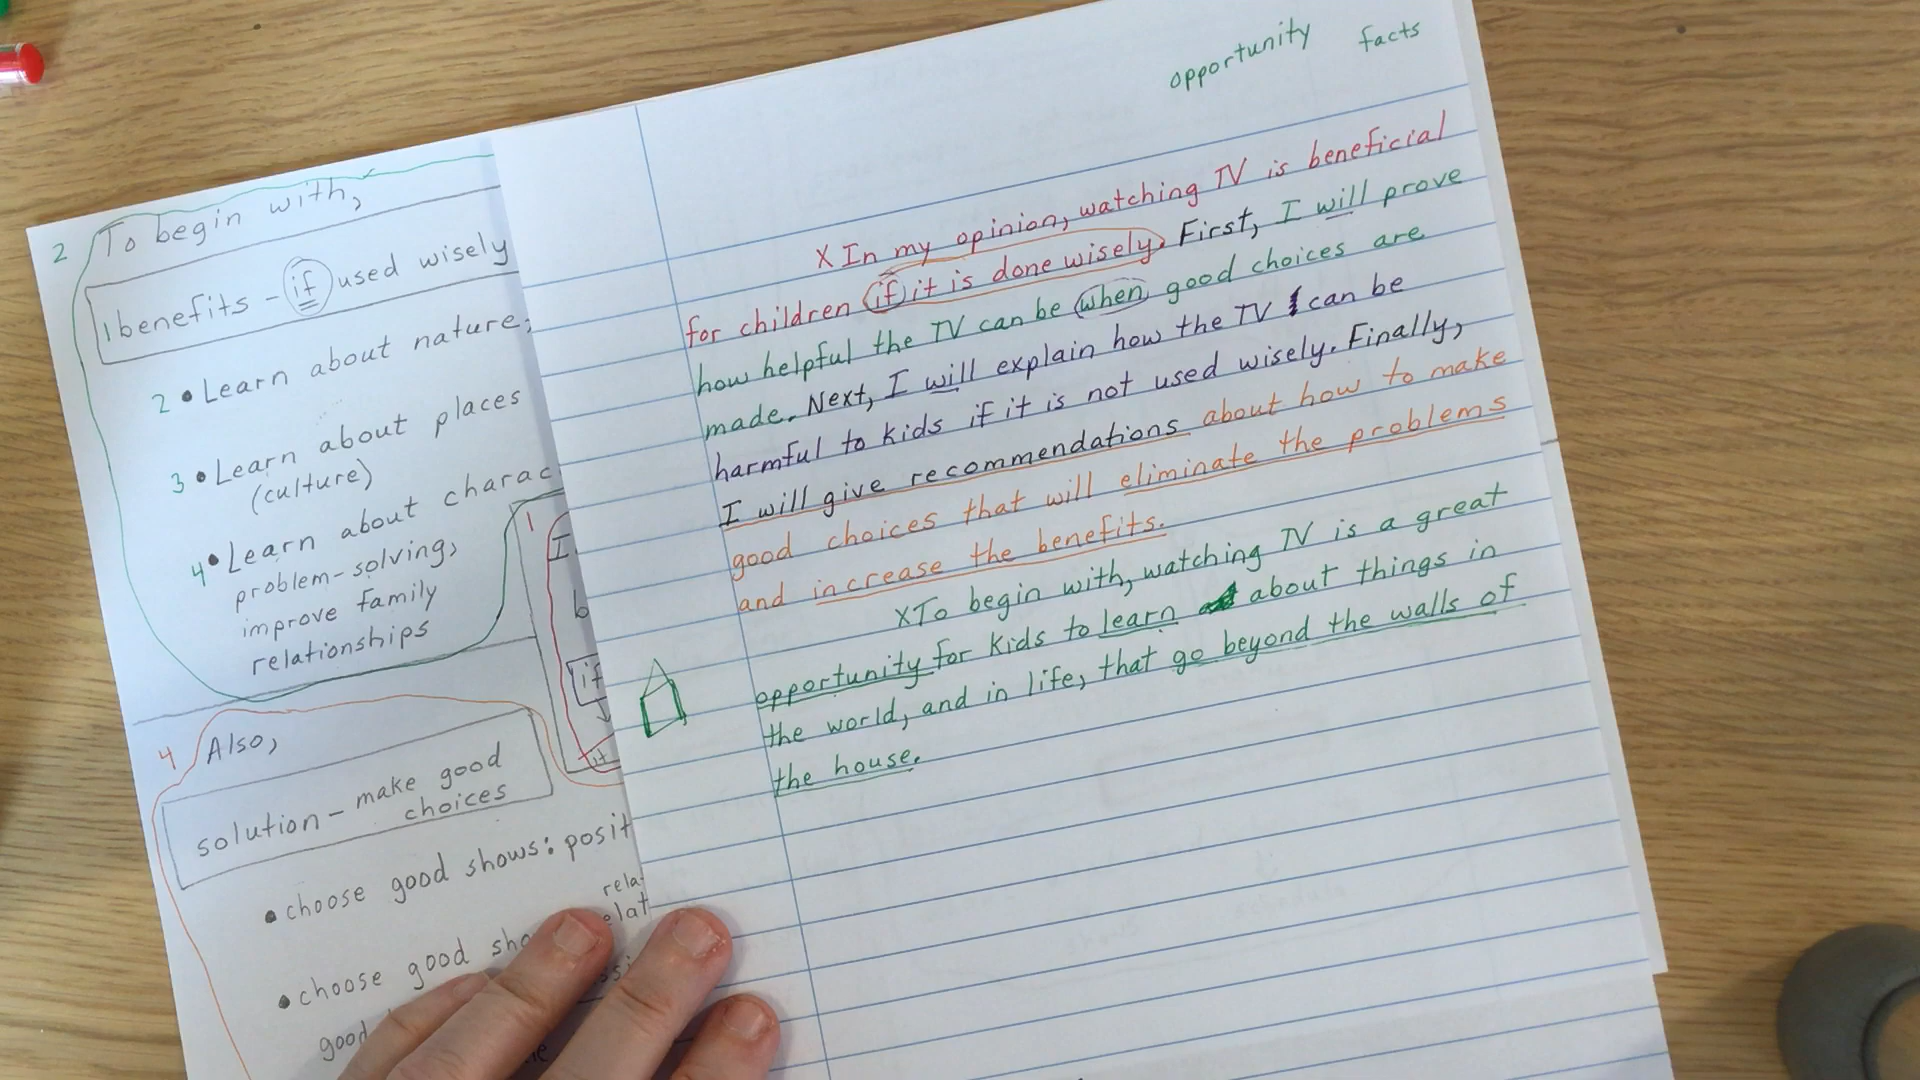 opportunity facts
X In my opinion, watching TV is beneficial
for children if it is done wisely. First, I will prove
how helpful the TV can be when good choices are
made. Next, I will explain how the TV can be
harmful to kids if it is not used wisely. Finally,
I will give recommendations about how to make
good choices that will eliminate the problems
and increase the benefits.
X To begin with, watching TV is a great
opportunity for kids to learn about things in
the world, and in life, that go beyond the walls of
the house.
2 To begin with,
1 benefits - if used wisely
2 • Learn about nature,
3 • Learn about places
(culture)
4 • Learn about charac
problem-solving,
improve family
relationships
1
I
b
if
it
4 Also,
solution - make good
choices
• choose good shows: posit
rela
elat
• choose good sho
good